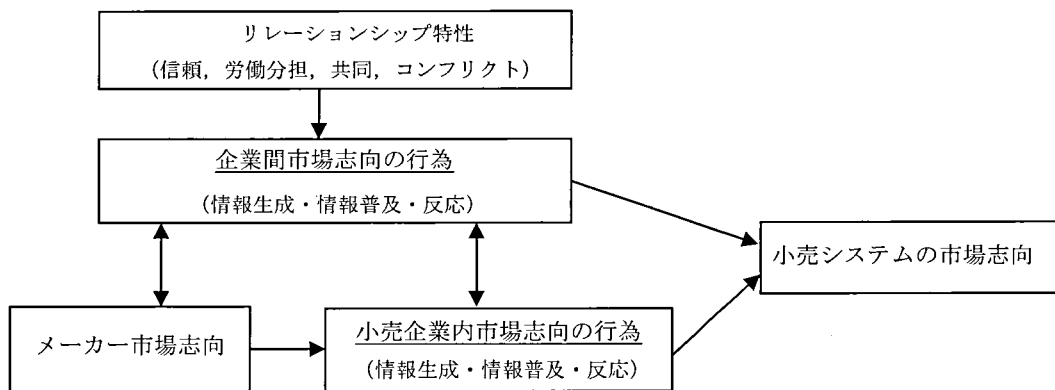 リレーションシップ特性
(信頼, 労働分担, 共同, コンフリクト)
企業間市場志向の行為
(情報生成・情報普及・反応)
小売システムの市場志向
メーカー市場志向
小売企業内市場志向の行為
(情報生成・情報普及・反応)